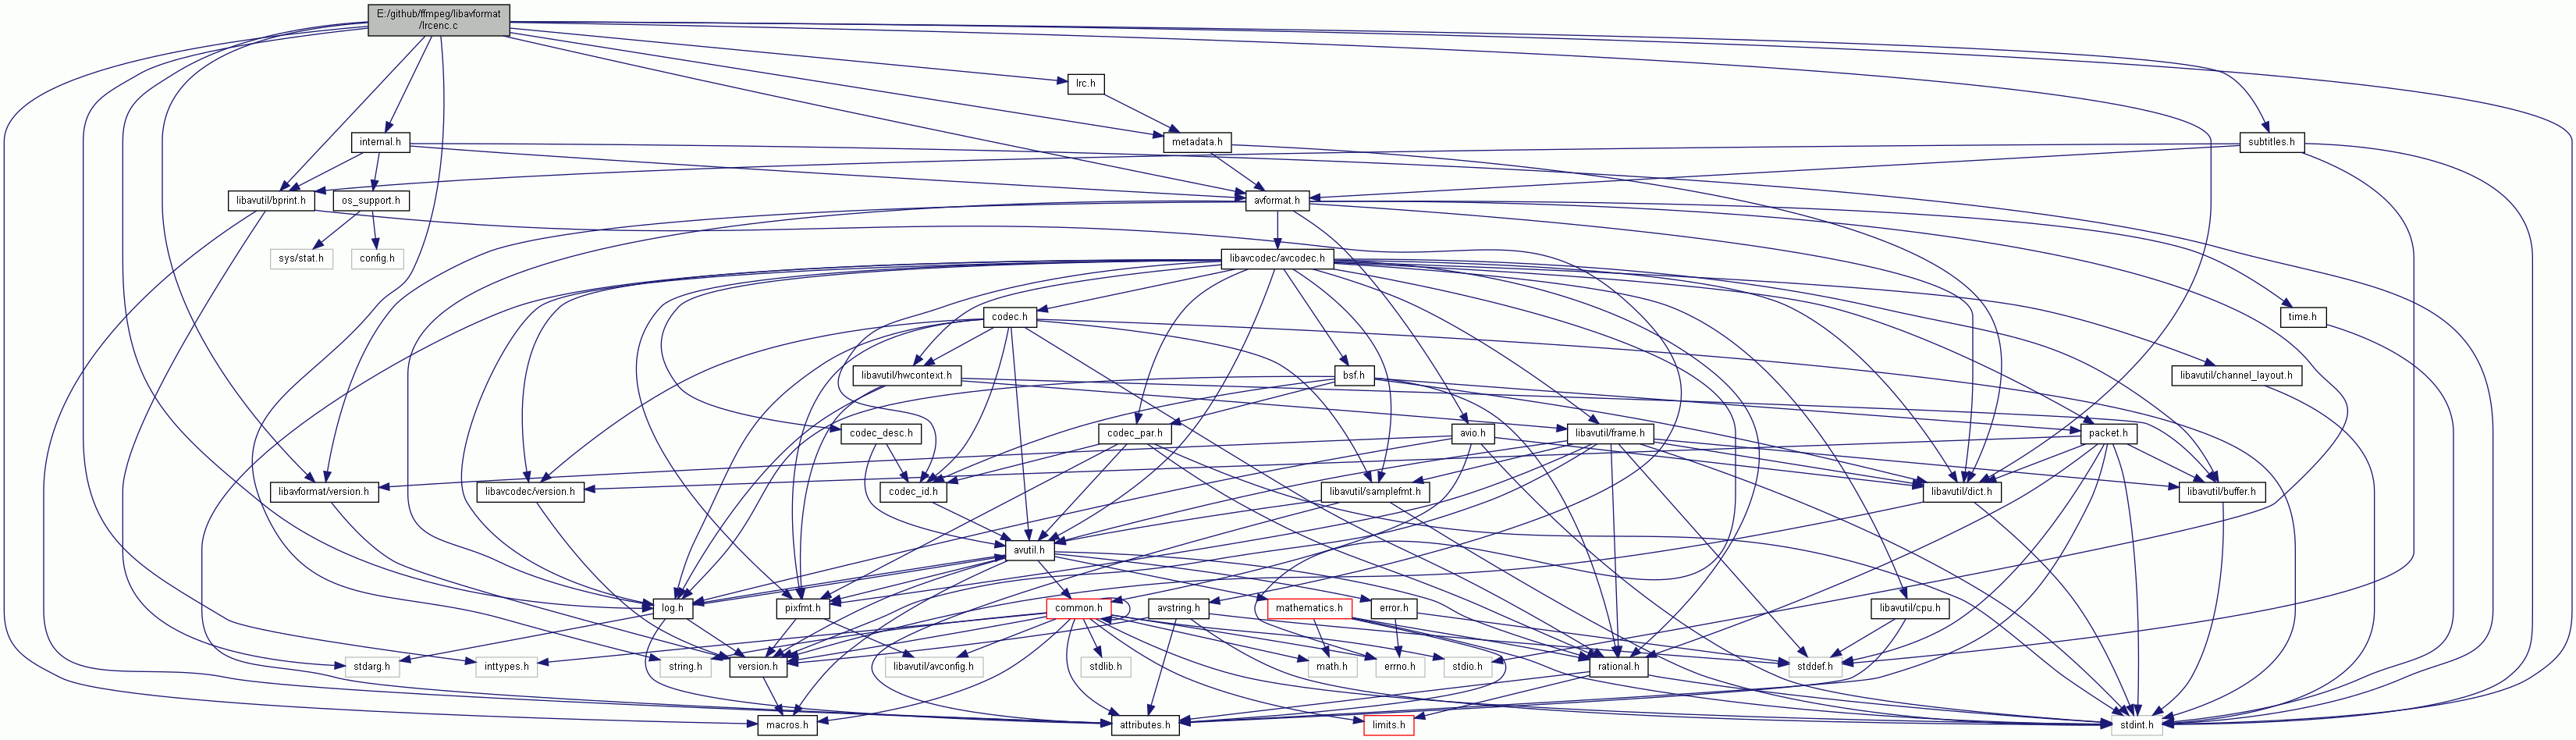 E:/github/ffmpeg/libavformat
/lrcenc.c
lrc.h
internal.h
metadata.h
subtitles.h
libavutil/bprint.h
os_support.h
avformat.h
sys/stat.h
config.h
libavcodec/avcodec.h
codec.h
time.h
libavutil/hwcontext.h
bsf.h
libavutil/channel_layout.h
codec_desc.h
codec_par.h
avio.h
libavutil/frame.h
packet.h
libavformat/version.h
libavcodec/version.h
codec_id.h
libavutil/samplefmt.h
libavutil/dict.h
libavutil/buffer.h
avutil.h
log.h
pixfmt.h
common.h
avstring.h
mathematics.h
error.h
libavutil/cpu.h
stdarg.h
inttypes.h
string.h
version.h
libavutil/avconfig.h
stdlib.h
math.h
errno.h
stdio.h
rational.h
stddef.h
macros.h
attributes.h
limits.h
stdint.h